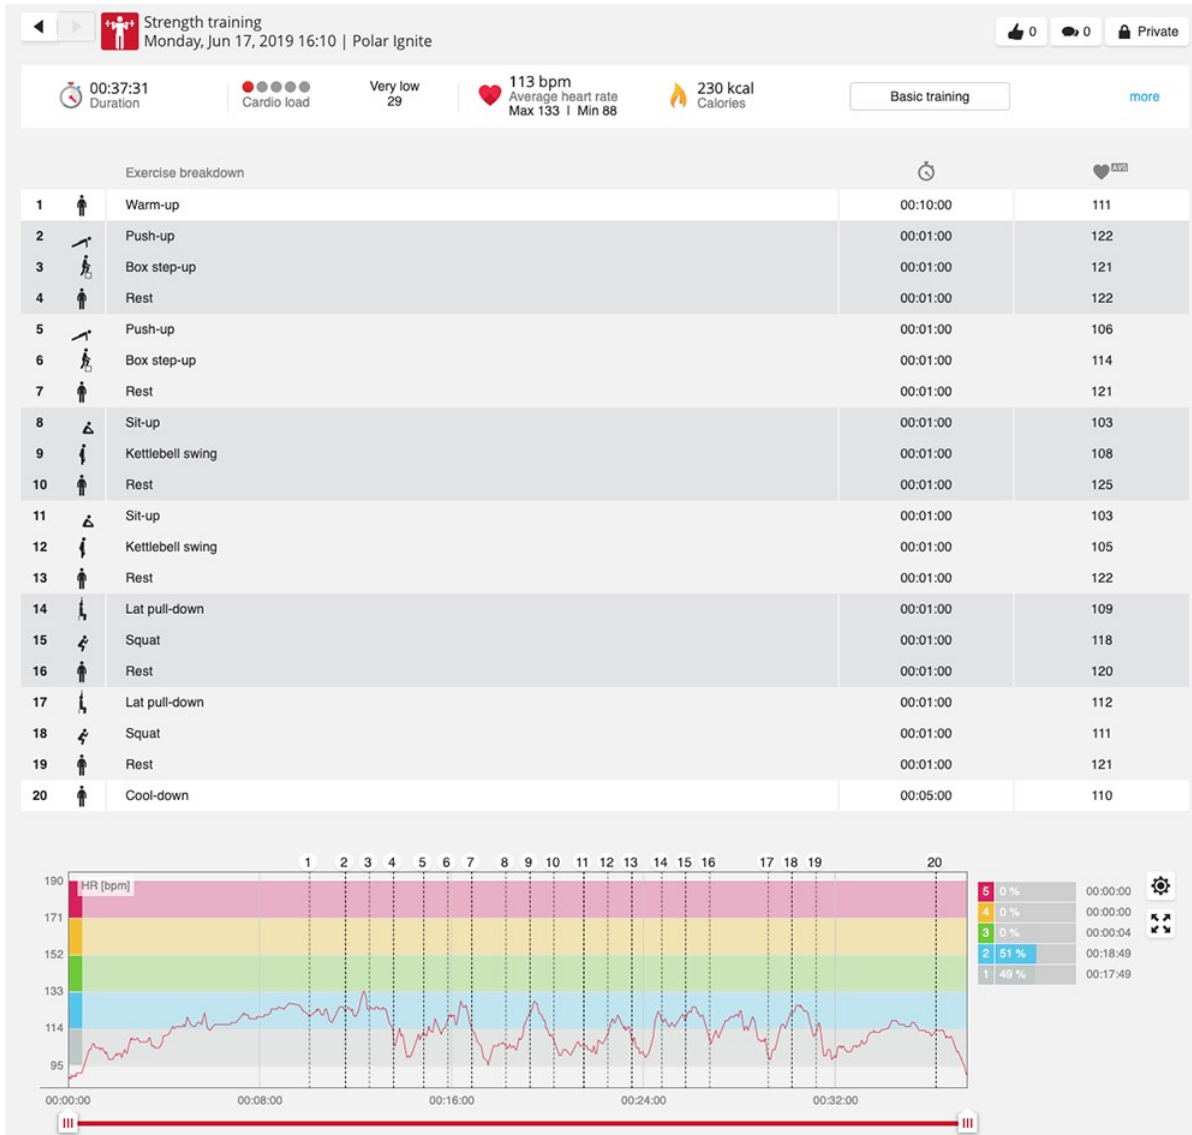 Strength training
Monday, Jun 17, 2019 16:10 | Polar Ignite
0
0
Private
00:37:31
Duration
Cardio load
Very low
29
113 bpm
Average heart rate
Max 133 | Min 88
230 kcal
Calories
Basic training
more
Exercise breakdown
AVG
1 Warm-up 00:10:00 111
2 Push-up 00:01:00 122
3 Box step-up 00:01:00 121
4 Rest 00:01:00 122
5 Push-up 00:01:00 106
6 Box step-up 00:01:00 114
7 Rest 00:01:00 121
8 Sit-up 00:01:00 103
9 Kettlebell swing 00:01:00 108
10 Rest 00:01:00 125
11 Sit-up 00:01:00 103
12 Kettlebell swing 00:01:00 105
13 Rest 00:01:00 122
14 Lat pull-down 00:01:00 109
15 Squat 00:01:00 118
16 Rest 00:01:00 120
17 Lat pull-down 00:01:00 112
18 Squat 00:01:00 111
19 Rest 00:01:00 121
20 Cool-down 00:05:00 110
1 2 3 4 5 6 7 8 9 10 11 12 13 14 15 16 17 18 19 20
HR [bpm]
190
171
152
133
114
95
00:00:00 00:08:00 00:16:00 00:24:00 00:32:00
5 0 % 00:00:00
4 0 % 00:00:00
3 0 % 00:00:04
2 51 % 00:18:49
1 49 % 00:17:49